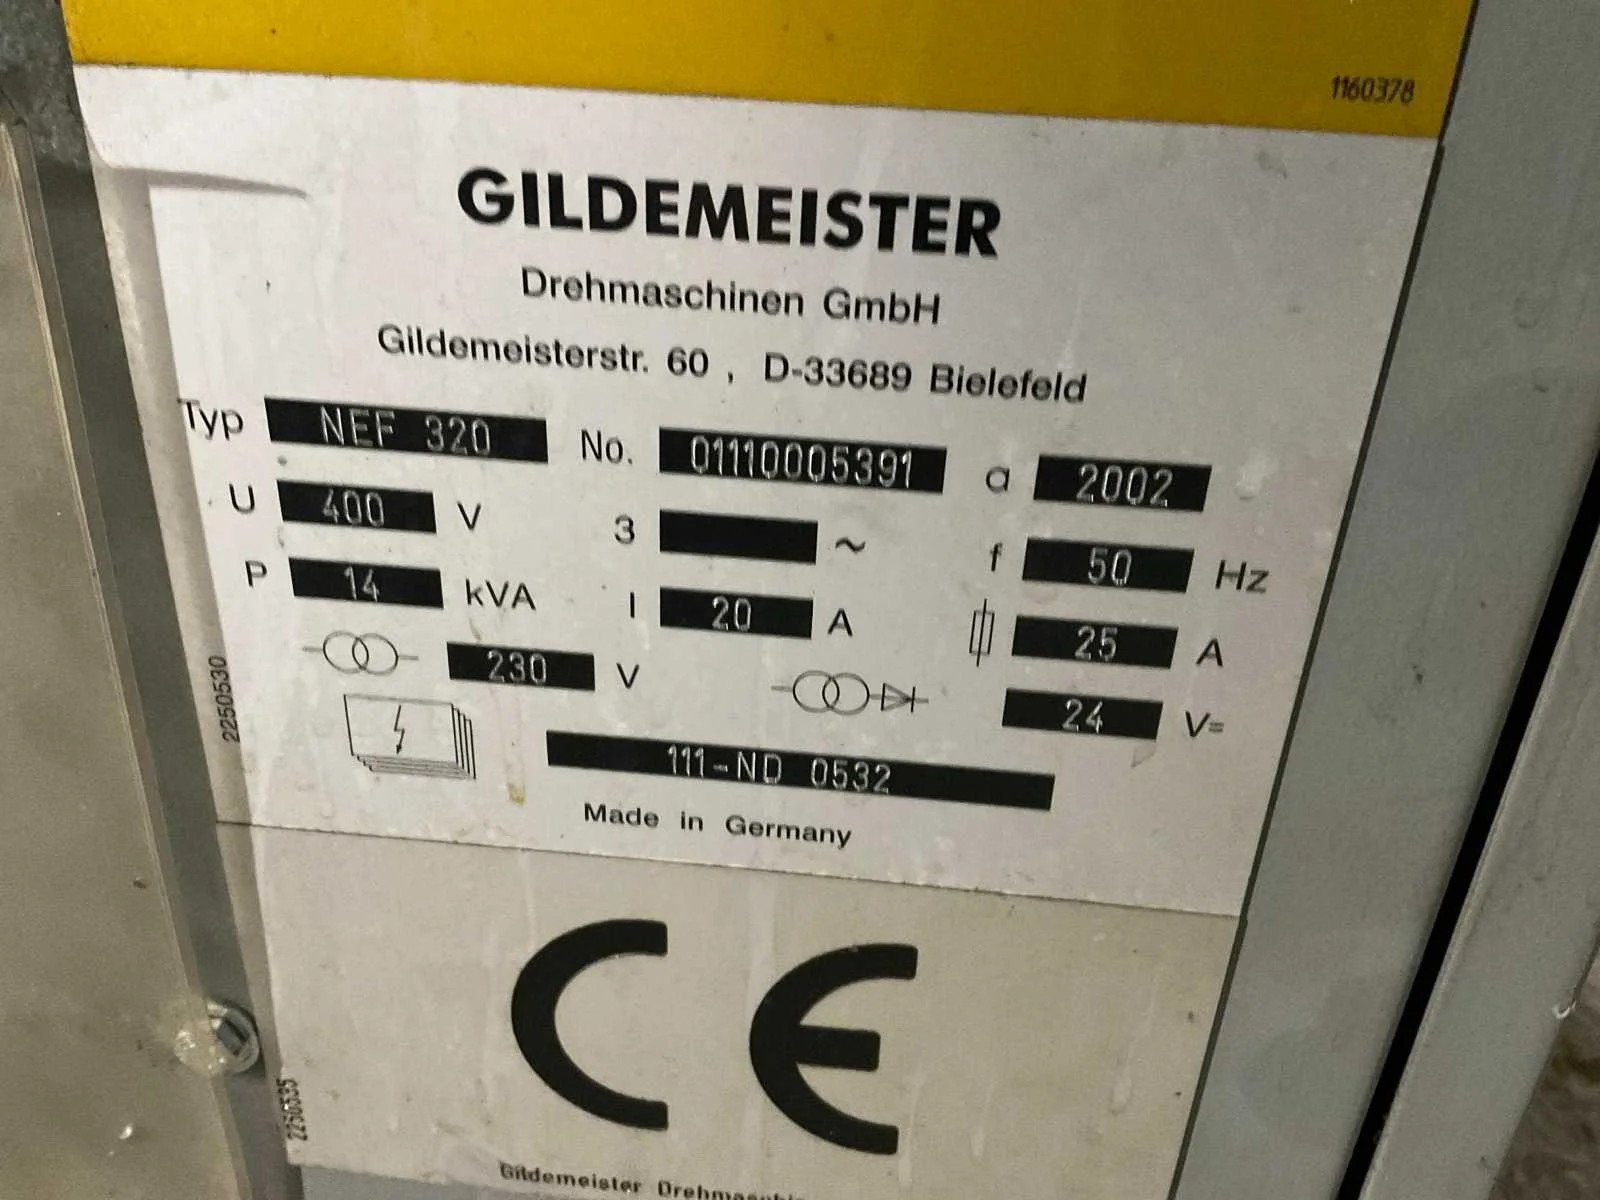 1160378
GILDEMEISTER
Drehmaschinen GmbH
Gildemeisterstr. 60 , D-33689 Bielefeld
Typ NEF 320 No. 01110005391 a 2002
U 400 V 3 ~ f 50 Hz
P 14 kVA I 20 A 25 A
230 V 24 V=
111-ND 0532
2250530
Made in Germany
CE
2250535
Gildemeister